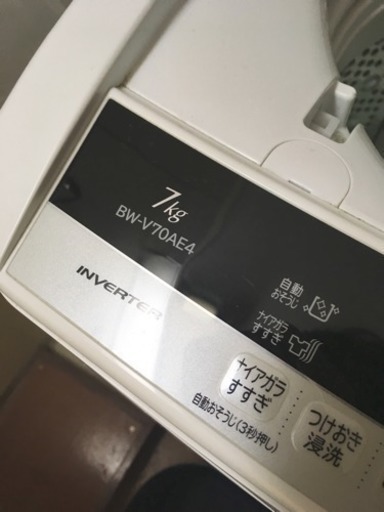 7kg
BW-V70AE4
INVERTER
自動
おそうじ
ナイアガラ
すすぎ
ナイアガラ
すすぎ
自動おそうじ(3秒押し)
つけおき
浸洗